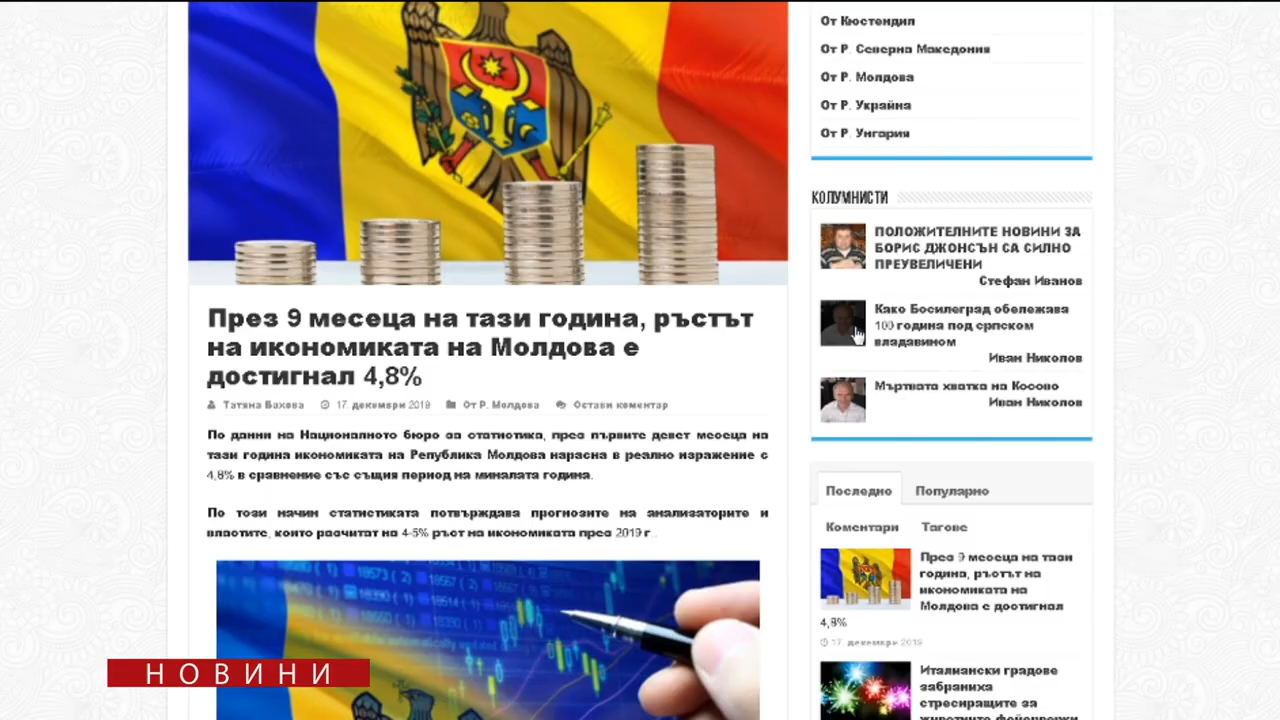 От Кюстендил
От Р. Северна Македония
От Р. Молдова
От Р. Украйна
От Р. Унгария
КОЛУМНИСТИ
ПОЛОЖИТЕЛНИТЕ НОВИНИ ЗА
БОРИС ДЖОНСЪН СА СИЛНО
ПРЕУВЕЛИЧЕНИ
Стефан Иванов
Како Босилеград обележава
100 година под српском
владавином
Иван Николов
Мъртвата хватка на Косово
Иван Николов
През 9 месеца на тази година, ръстът
на икономиката на Молдова е
достигнал 4,8%
Татяна Бахова 17. декември 2019 От Р. Молдова Остави коментар
По данни на Националното бюро за статистика, през първите девет месеца на
тази година икономиката на Република Молдова нарасна в реално изражение с
4,8% в сравнение със същия период на миналата година.
По този начин статистиката потвърждава прогнозите на анализаторите и
властите, които разчитат на 4-5% ръст на икономиката през 2019 г.
Последно Популярно
Коментари Тагове
През 9 месеца на тази
година, ръстът на
икономиката на
Молдова е достигнал
4,8%
17. декември 2019
Италиански градове
забраниха
стресиращите за
животните фойерверки
НОВИНИ